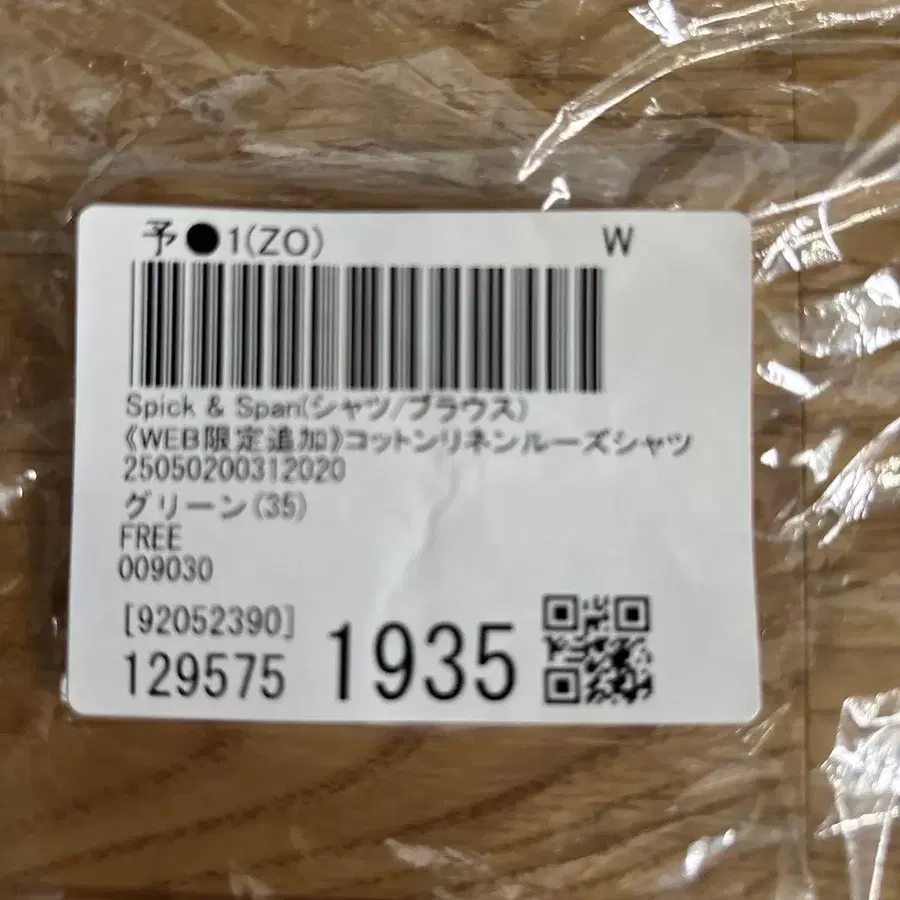 予●1(ZO) W
Spick & Span(シャツ/ブラウス)
《WEB限定追加》コットンリネンルーズシャツ
25050200312020
グリーン(35)
FREE
009030
[92052390]
129575 1935